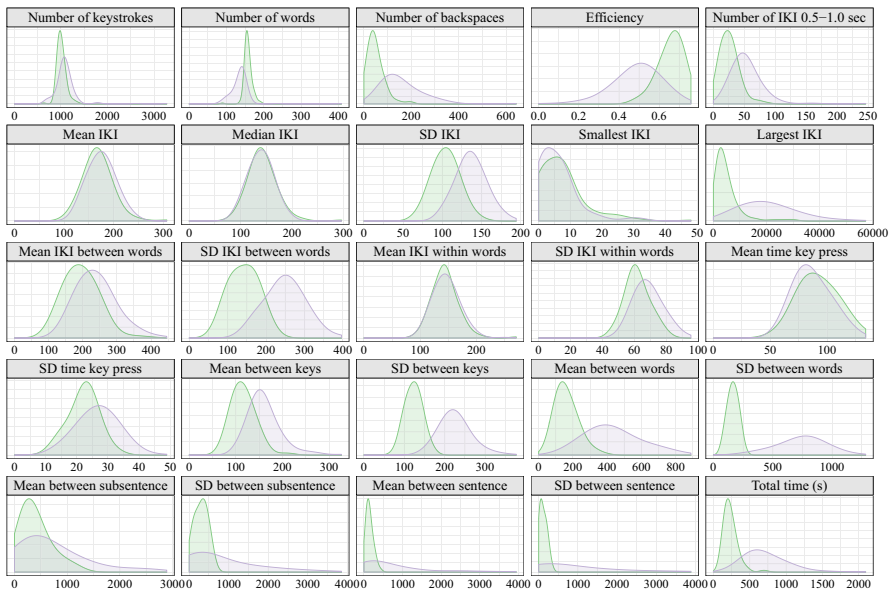 Number of keystrokes Number of words Number of backspaces Efficiency Number of IKI 0.5−1.0 sec
0 1000 2000 3000 0 100 200 300 400 0 200 400 600 0.0 0.2 0.4 0.6 0 50 100 150 200 250
Mean IKI Median IKI SD IKI Smallest IKI Largest IKI
0 100 200 300 0 100 200 300 0 50 100 150 200 0 10 20 30 40 50 0 20000 40000 60000
Mean IKI between words SD IKI between words Mean IKI within words SD IKI within words Mean time key press
0 100 200 300 400 0 100 200 300 400 0 100 200 0 20 40 60 80 100 50 100
SD time key press Mean between keys SD between keys Mean between words SD between words
0 10 20 30 40 50 0 100 200 300 0 100 200 300 0 200 400 600 800 0 500 1000
Mean between subsentence SD between subsentence Mean between sentence SD between sentence Total time (s)
0 1000 2000 3000 0 1000 2000 3000 4000 0 1000 2000 3000 4000 0 1000 2000 3000 4000 500 1000 1500 2000